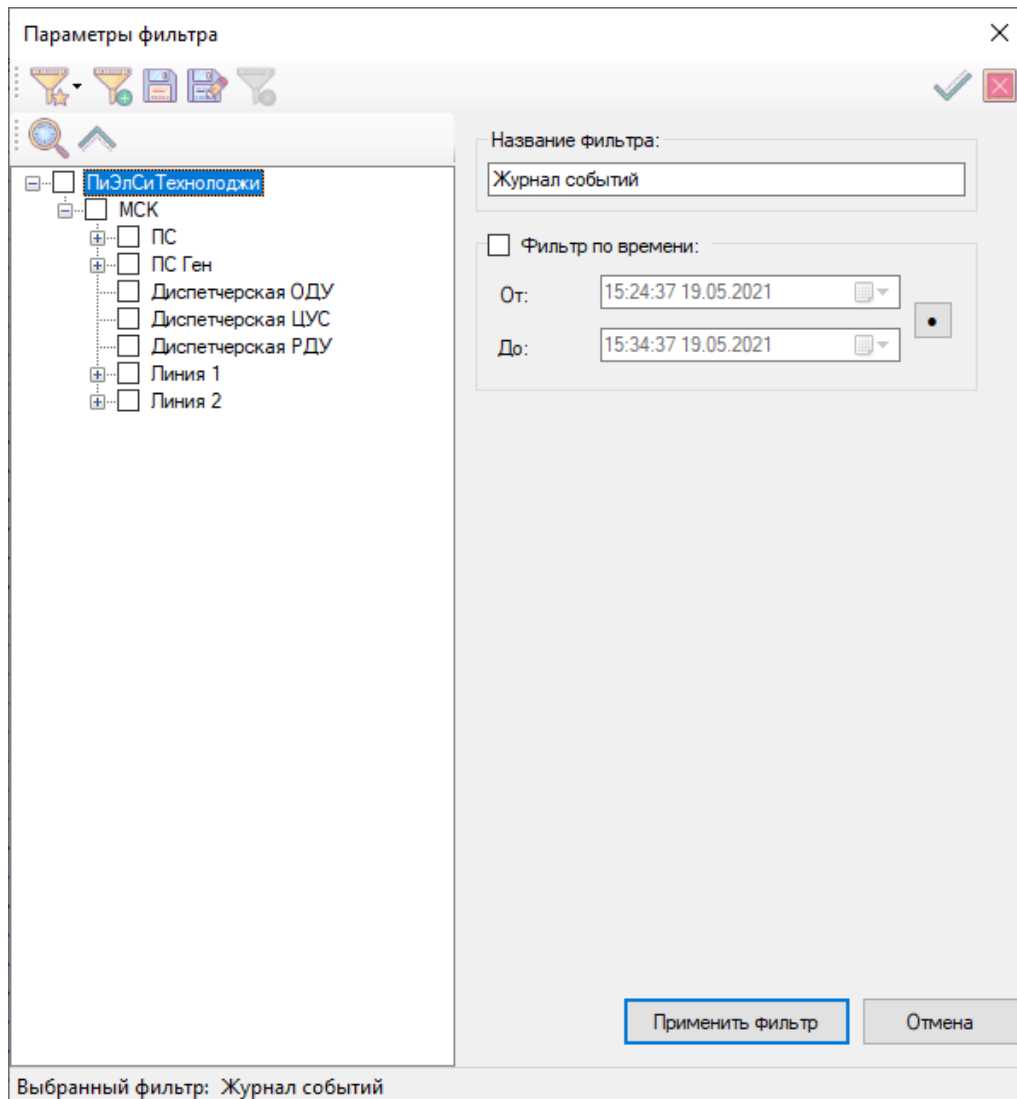 Параметры фильтра
Название фильтра:
Журнал событий
ПиЭлСиТехнолоджи
МСК
ПС
ПС Ген
Диспетчерская ОДУ
Диспетчерская ЦУС
Диспетчерская РДУ
Линия 1
Линия 2
Фильтр по времени:
От:
15:24:37 19.05.2021
До:
15:34:37 19.05.2021
Применить фильтр
Отмена
Выбранный фильтр: Журнал событий